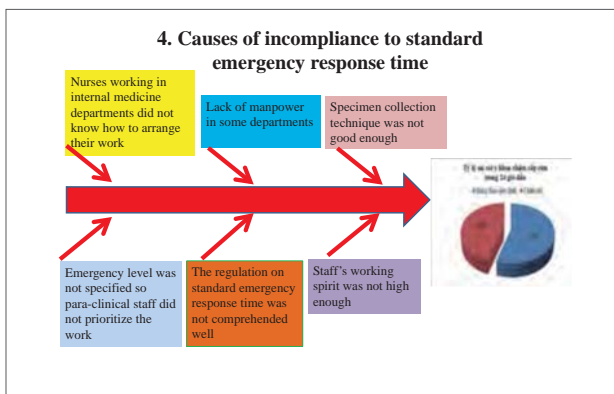 4. Causes of incompliance to standard
emergency response time
Nurses working in
internal medicine
departments did not
know how to arrange
their work
Lack of manpower
in some departments
Specimen collection
technique was not
good enough
Emergency level was
not specified so
para-clinical staff did
not prioritize the
work
The regulation on
standard emergency
response time was
not comprehended
well
Staff's working
spirit was not high
enough